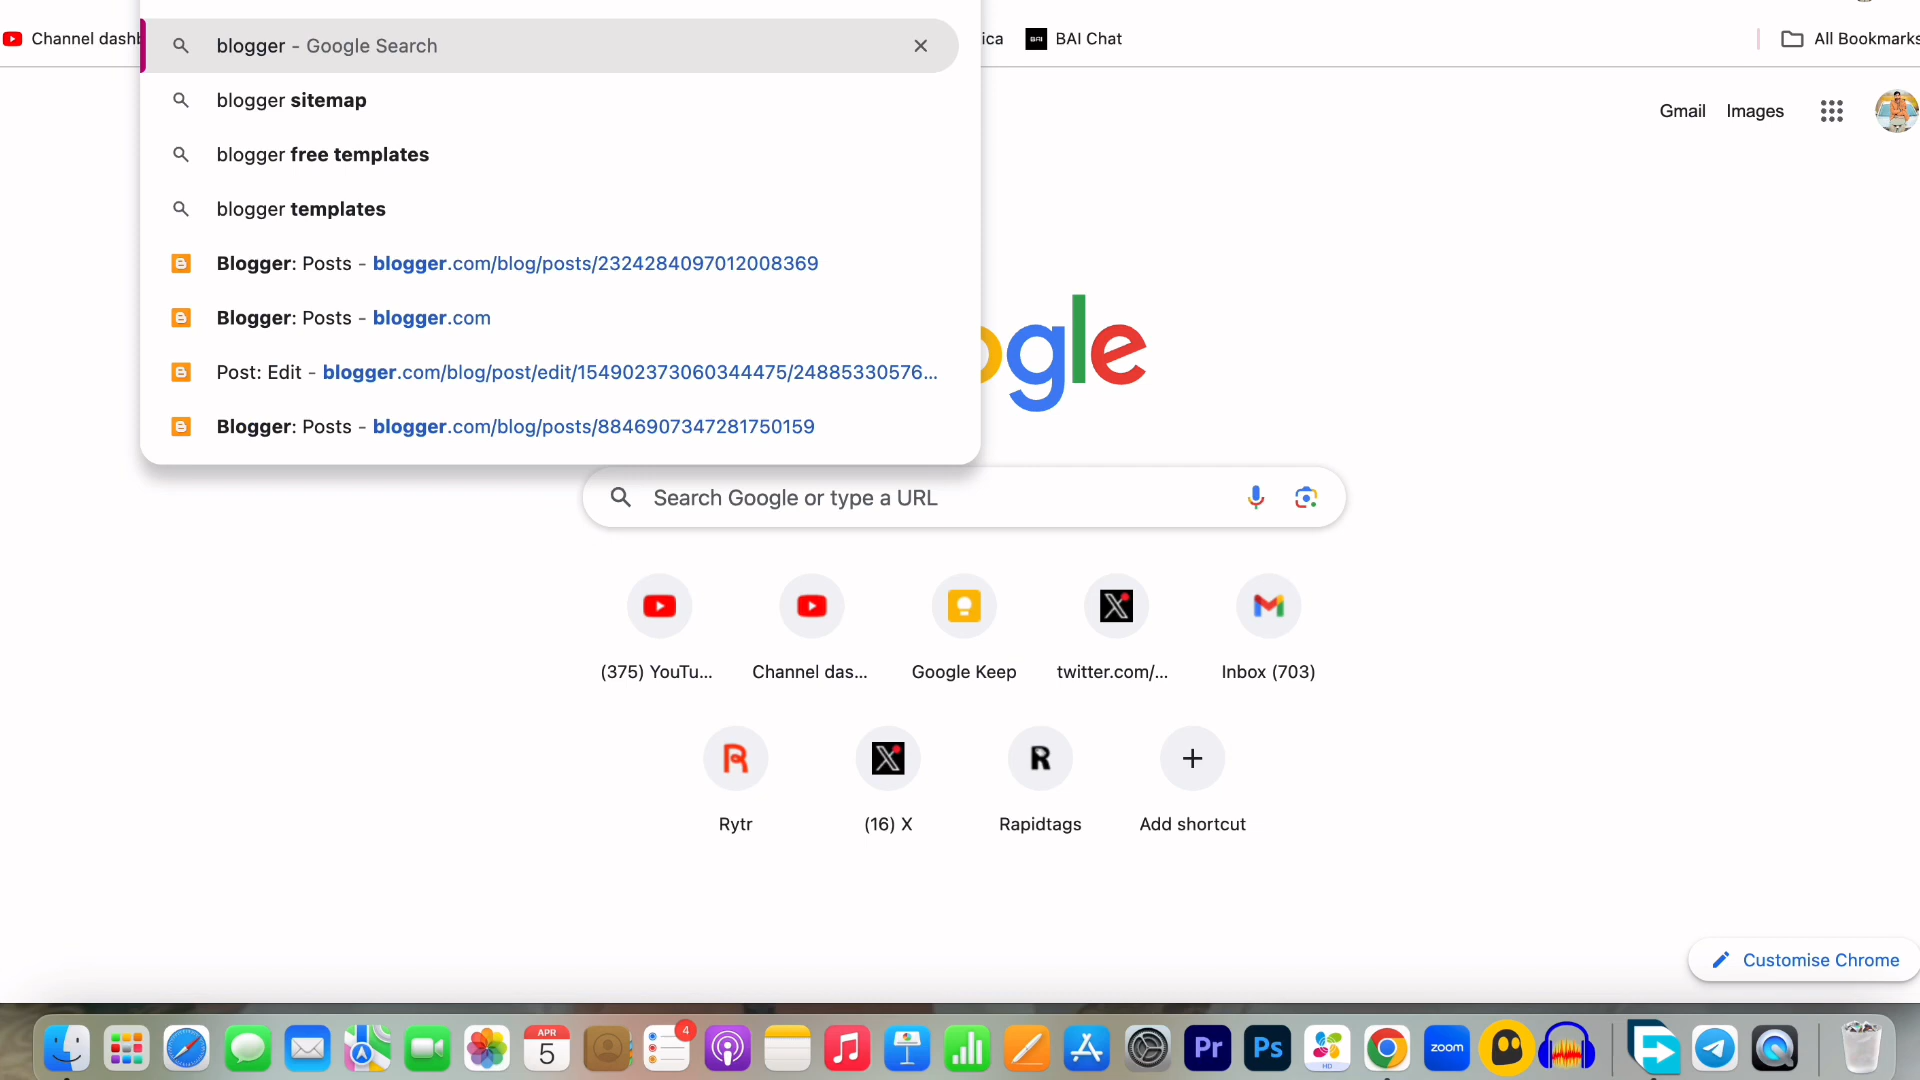 Channel dashb
ica
BAI Chat
All Bookmarks
blogger - Google Search
blogger sitemap
blogger free templates
blogger templates
Blogger: Posts - blogger.com/blog/posts/2324284097012008369
Blogger: Posts - blogger.com
Post: Edit - blogger.com/blog/post/edit/154902373060344475/24885330576...
Blogger: Posts - blogger.com/blog/posts/8846907347281750159
Gmail
Images
ogle
Search Google or type a URL
(375) YouTu...
Channel das...
Google Keep
twitter.com/...
Inbox (703)
Rytr
(16) X
Rapidtags
Add shortcut
Customise Chrome
APR
5
4
Pr
Ps
HD
zoom